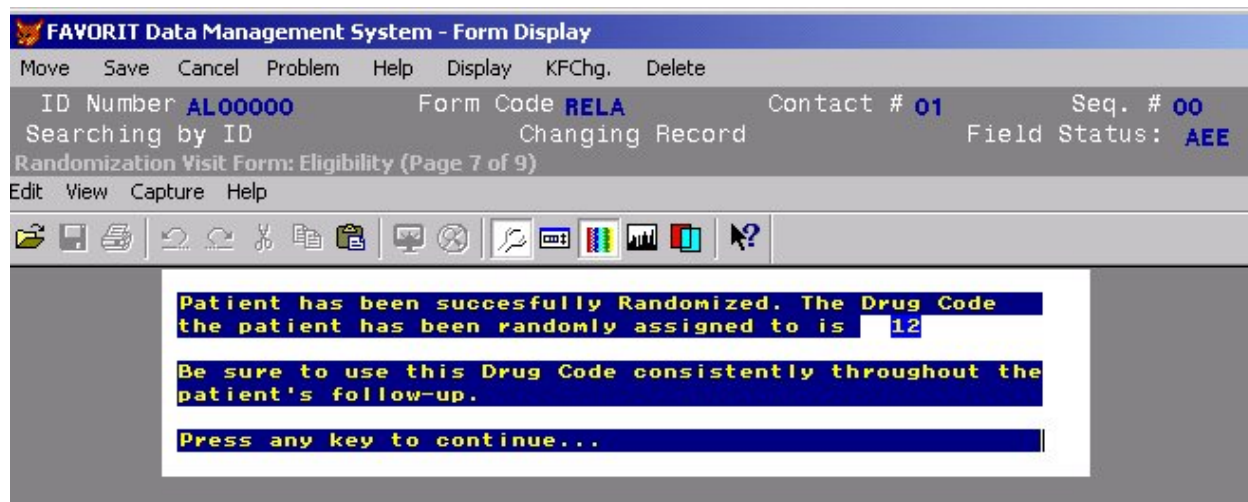 FAVORIT Data Management System - Form Display
Move Save Cancel Problem Help Display KFChg. Delete
ID Number AL00000 Form Code RELA Contact # 01 Seq. # 00
Searching by ID Changing Record Field Status: AEE
Randomization Visit Form: Eligibility (Page 7 of 9)
Edit View Capture Help
Patient has been succesfully Randomized. The Drug Code
the patient has been randomly assigned to is 12
Be sure to use this Drug Code consistently throughout the
patient's follow-up.
Press any key to continue...